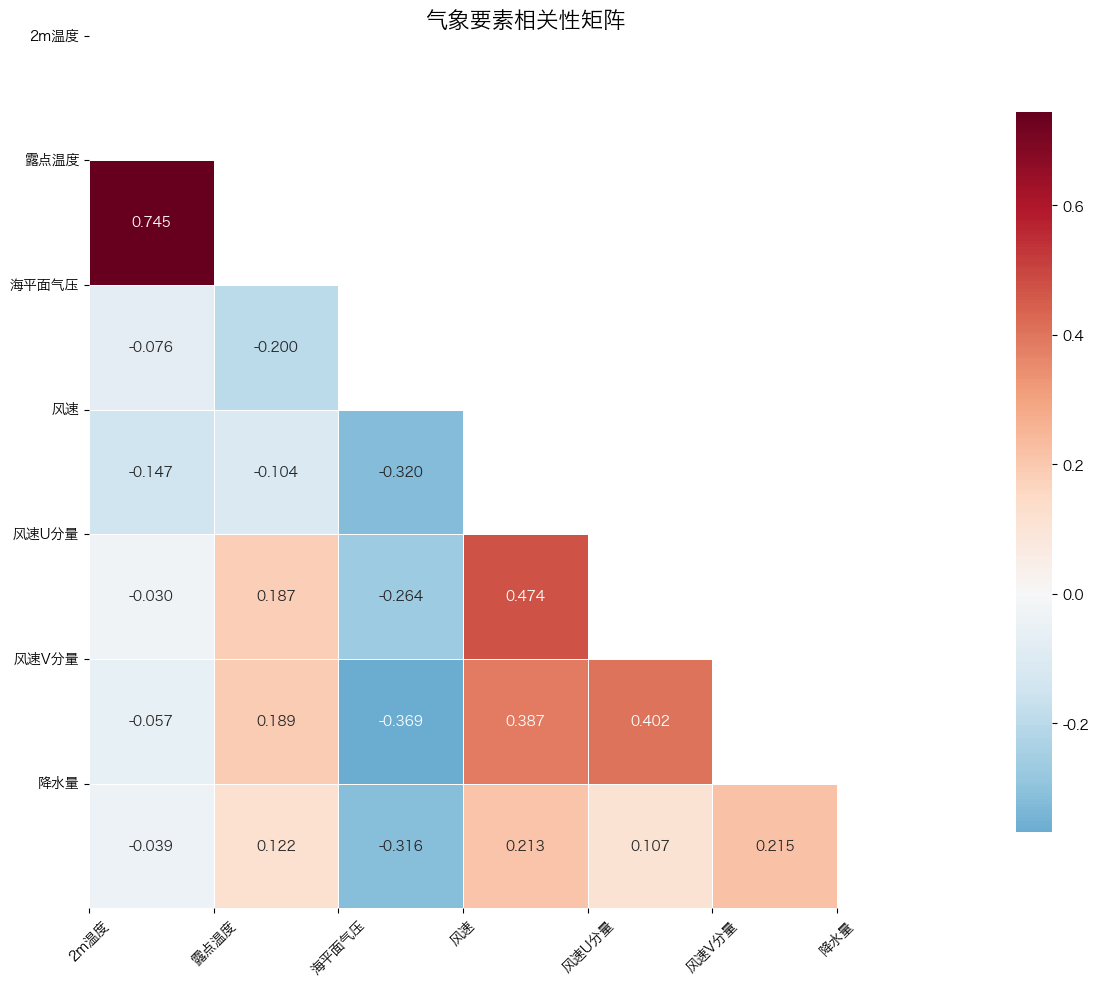 气象要素相关性矩阵
2m温度
露点温度
0.745
海平面气压
-0.076 -0.200
风速
-0.147 -0.104 -0.320
风速U分量
-0.030 0.187 -0.264 0.474
风速V分量
-0.057 0.189 -0.369 0.387 0.402
降水量
-0.039 0.122 -0.316 0.213 0.107 0.215
2m温度 露点温度 海平面气压 风速 风速U分量 风速V分量 降水量
0.6
0.4
0.2
0.0
-0.2